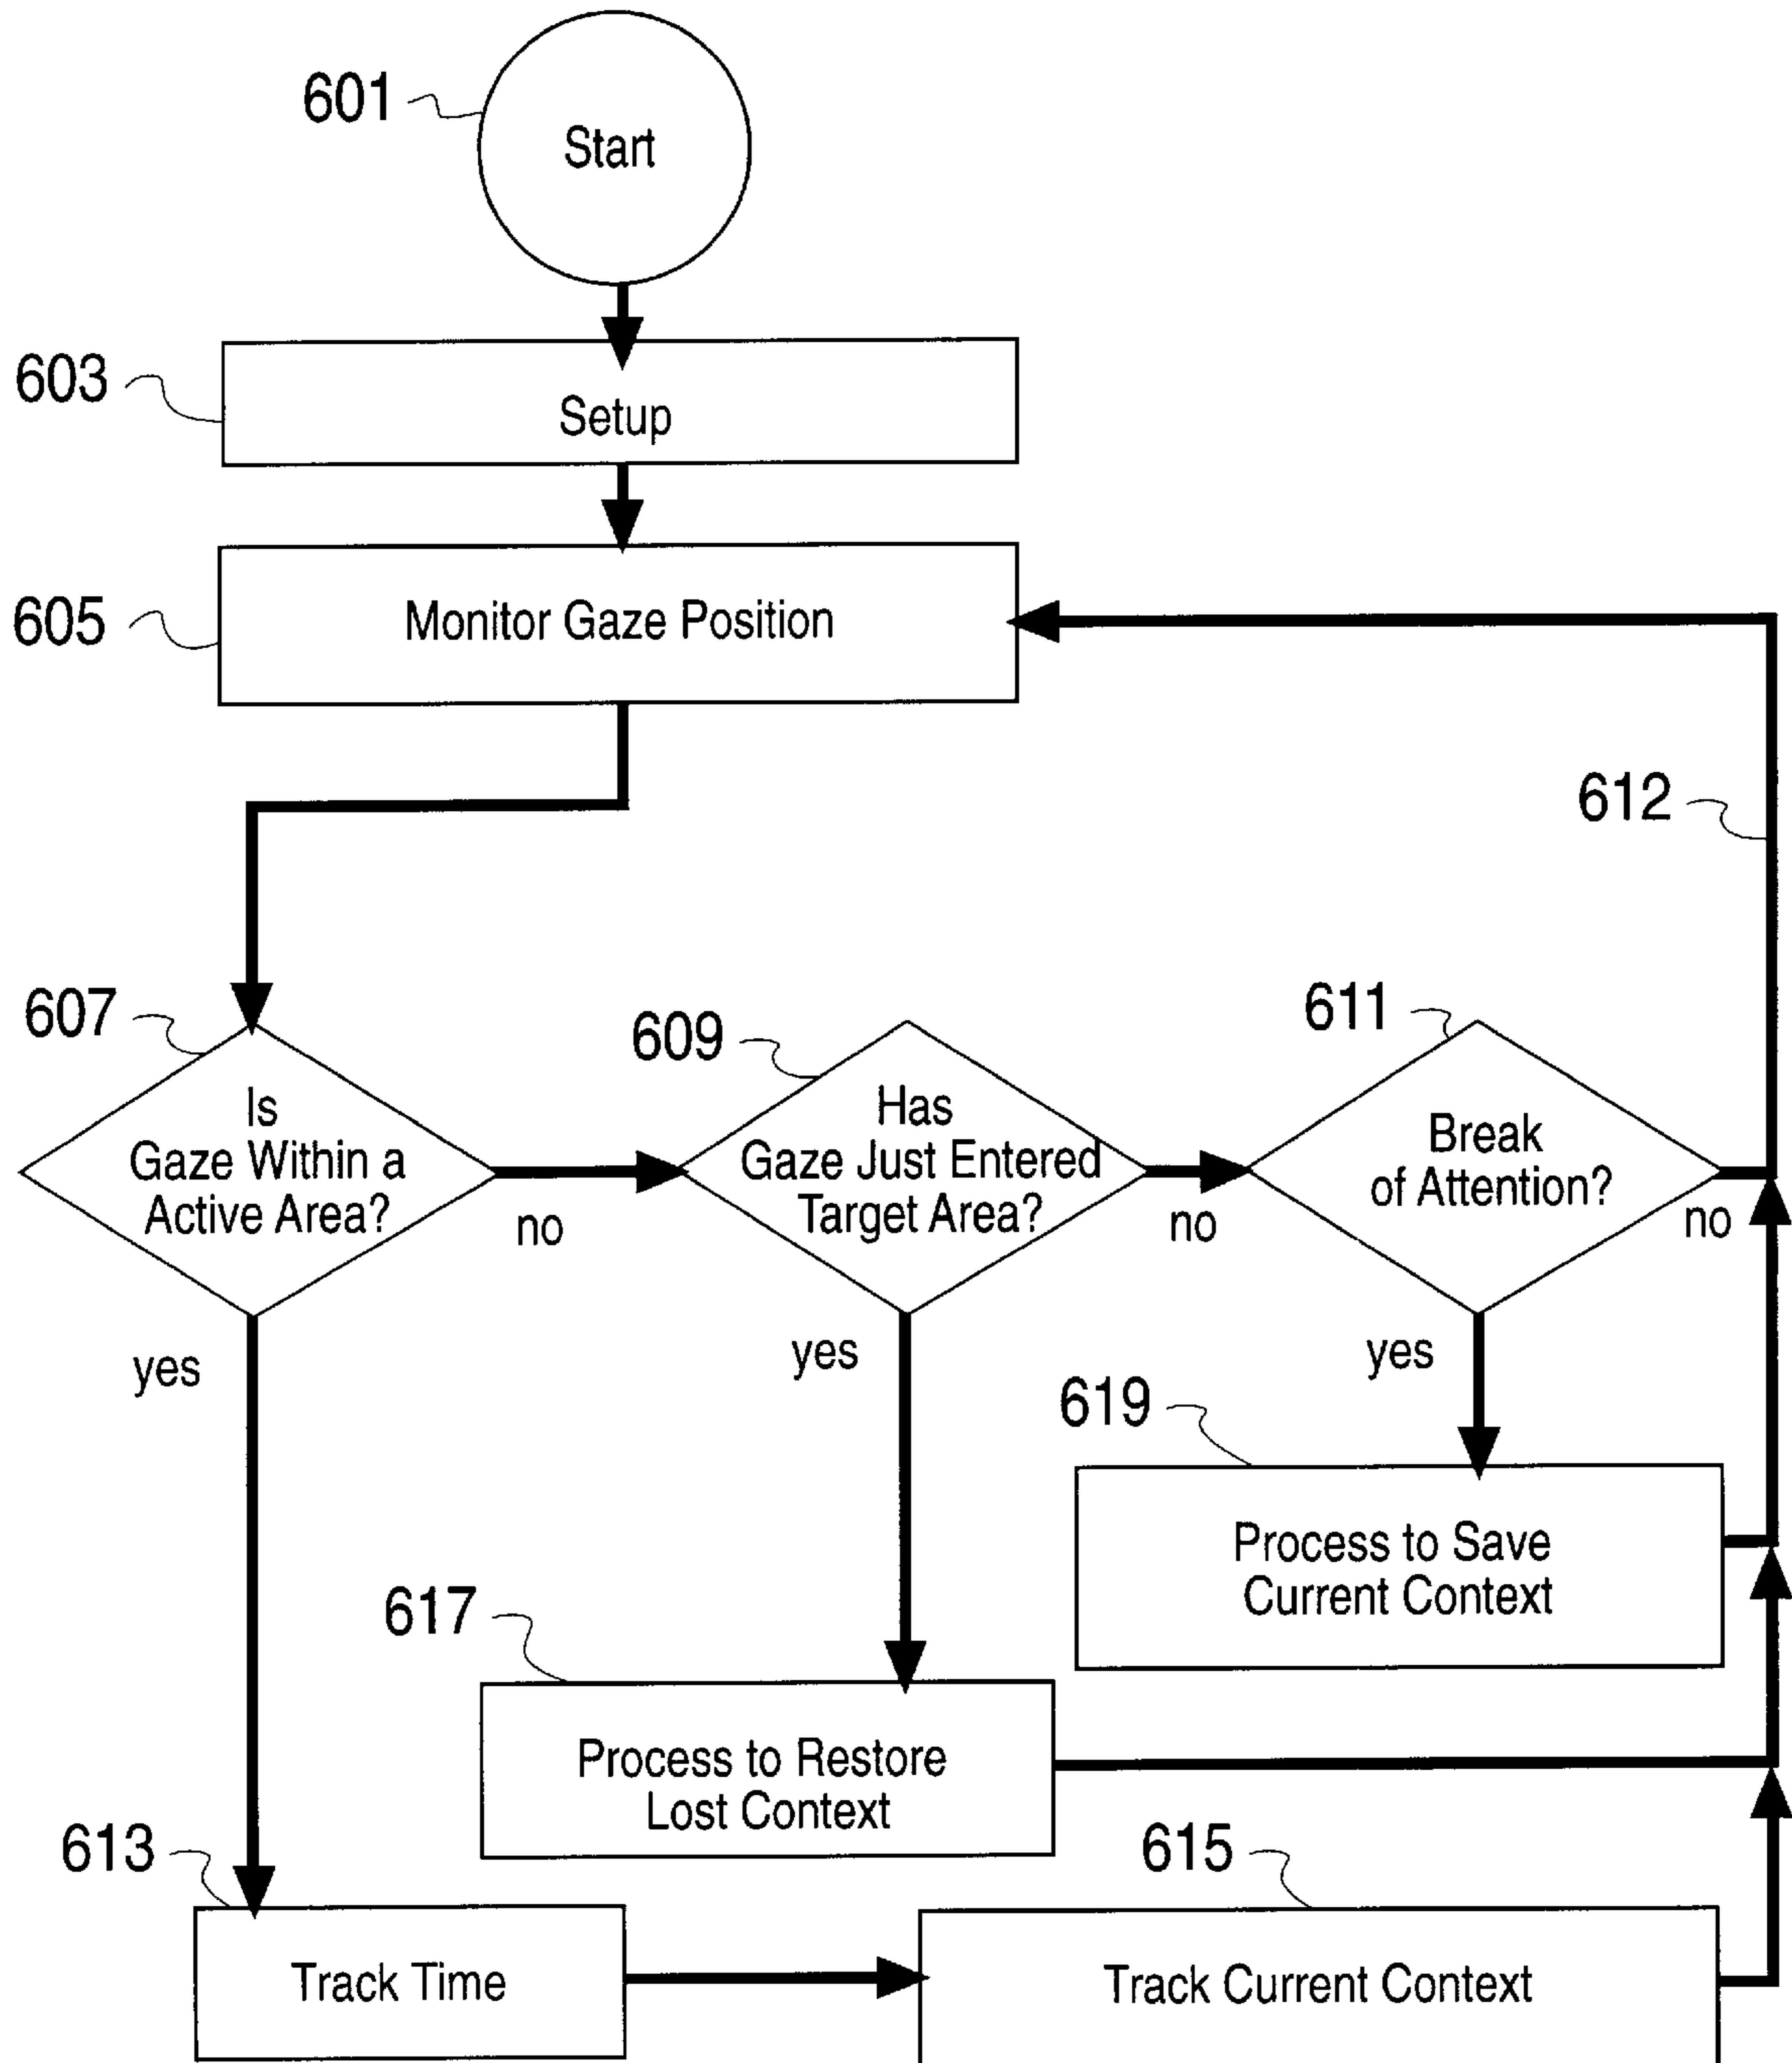 601
Start
603
Setup
605
Monitor Gaze Position
612
607
Is
Gaze Within a
Active Area?
no
yes
609
Has
Gaze Just Entered
Target Area?
no
yes
611
Break
of Attention?
no
yes
619
Process to Save
Current Context
617
Process to Restore
Lost Context
613
Track Time
615
Track Current Context